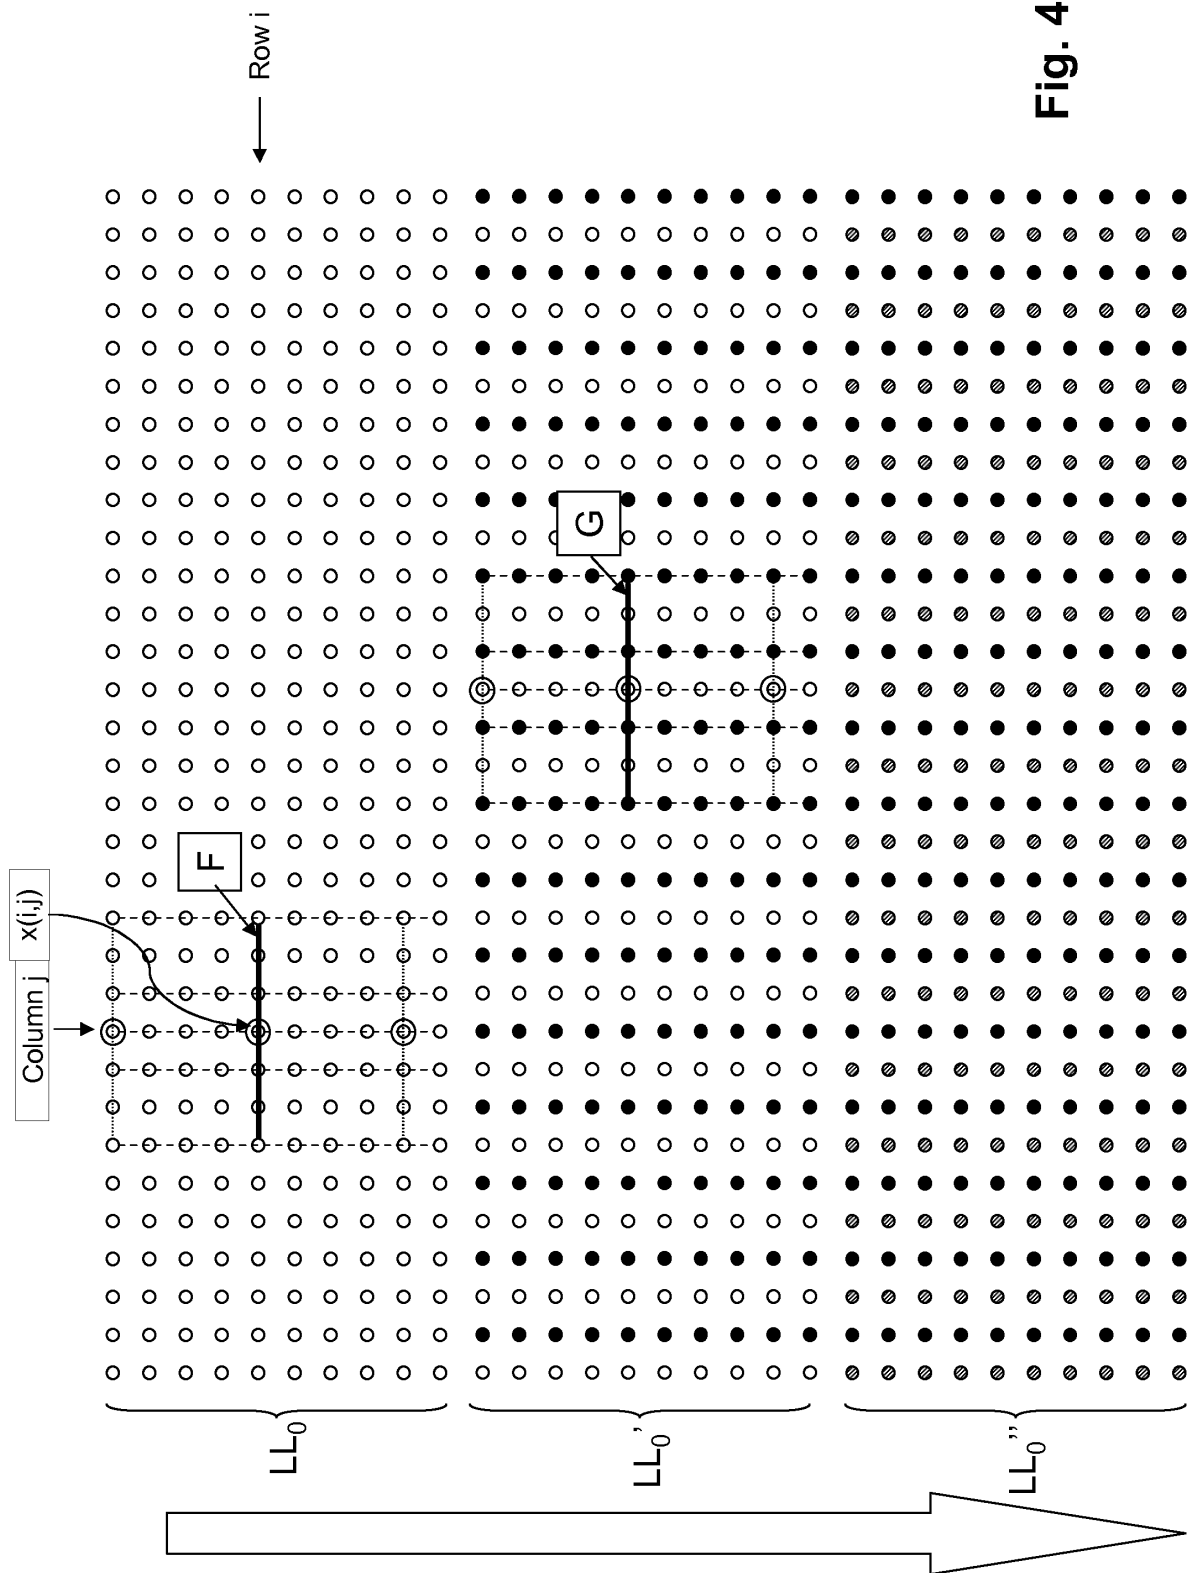 Column j
x(i,j)
Row i
F
G
LL₀
LL₀'
LL₀''
Fig. 4